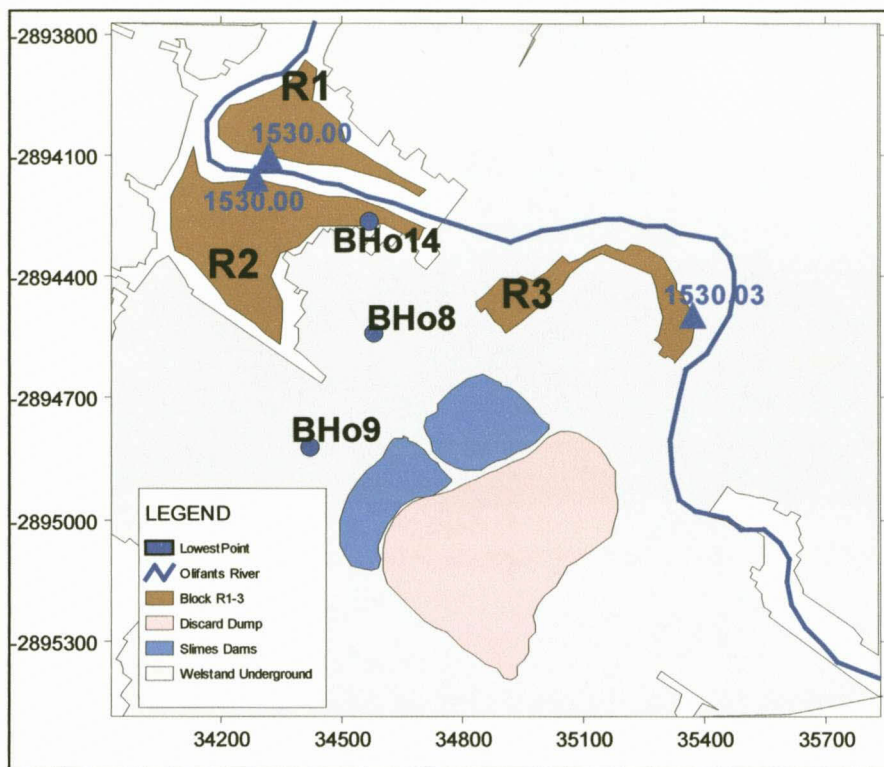 -2893800
R1
1530.00
-2894100
1530.00
BHo14
R2
-2894400
R3
1530.03
BHo8
-2894700
BHo9
LEGEND
-2895000
Lowest Point
Olifants River
Block R1-3
Discard Dump
-2895300
Slimes Dams
Welstand Underground
34200 34500 34800 35100 35400 35700